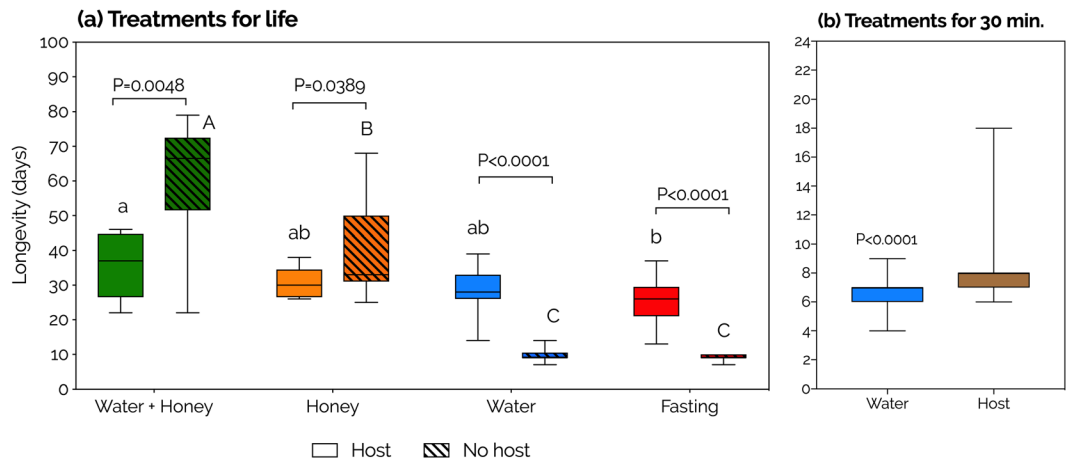 (a) Treatments for life
(b) Treatments for 30 min.
Longevity (days)
100
90
80
70
60
50
40
30
20
10
0
P=0.0048
P=0.0389
P<0.0001
P<0.0001
a
A
ab
B
ab
C
b
C
Water + Honey
Honey
Water
Fasting
Host
No host
24
22
20
18
16
14
12
10
8
6
4
2
0
P<0.0001
Water
Host